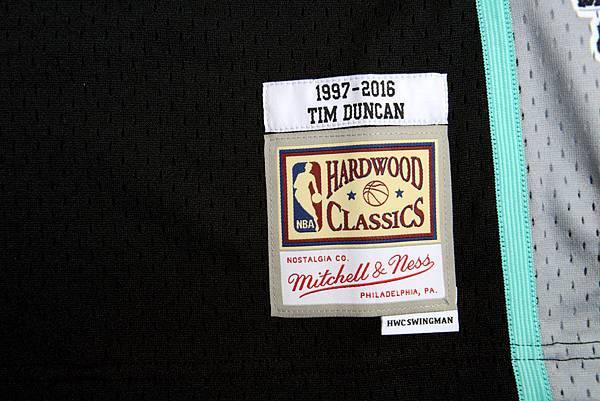 1997-2016
TIM DUNCAN
HARDWOOD
CLASSICS
NBA
NOSTALGIA CO.
Mitchell & Ness
PHILADELPHIA, PA.
HWC SWINGMAN